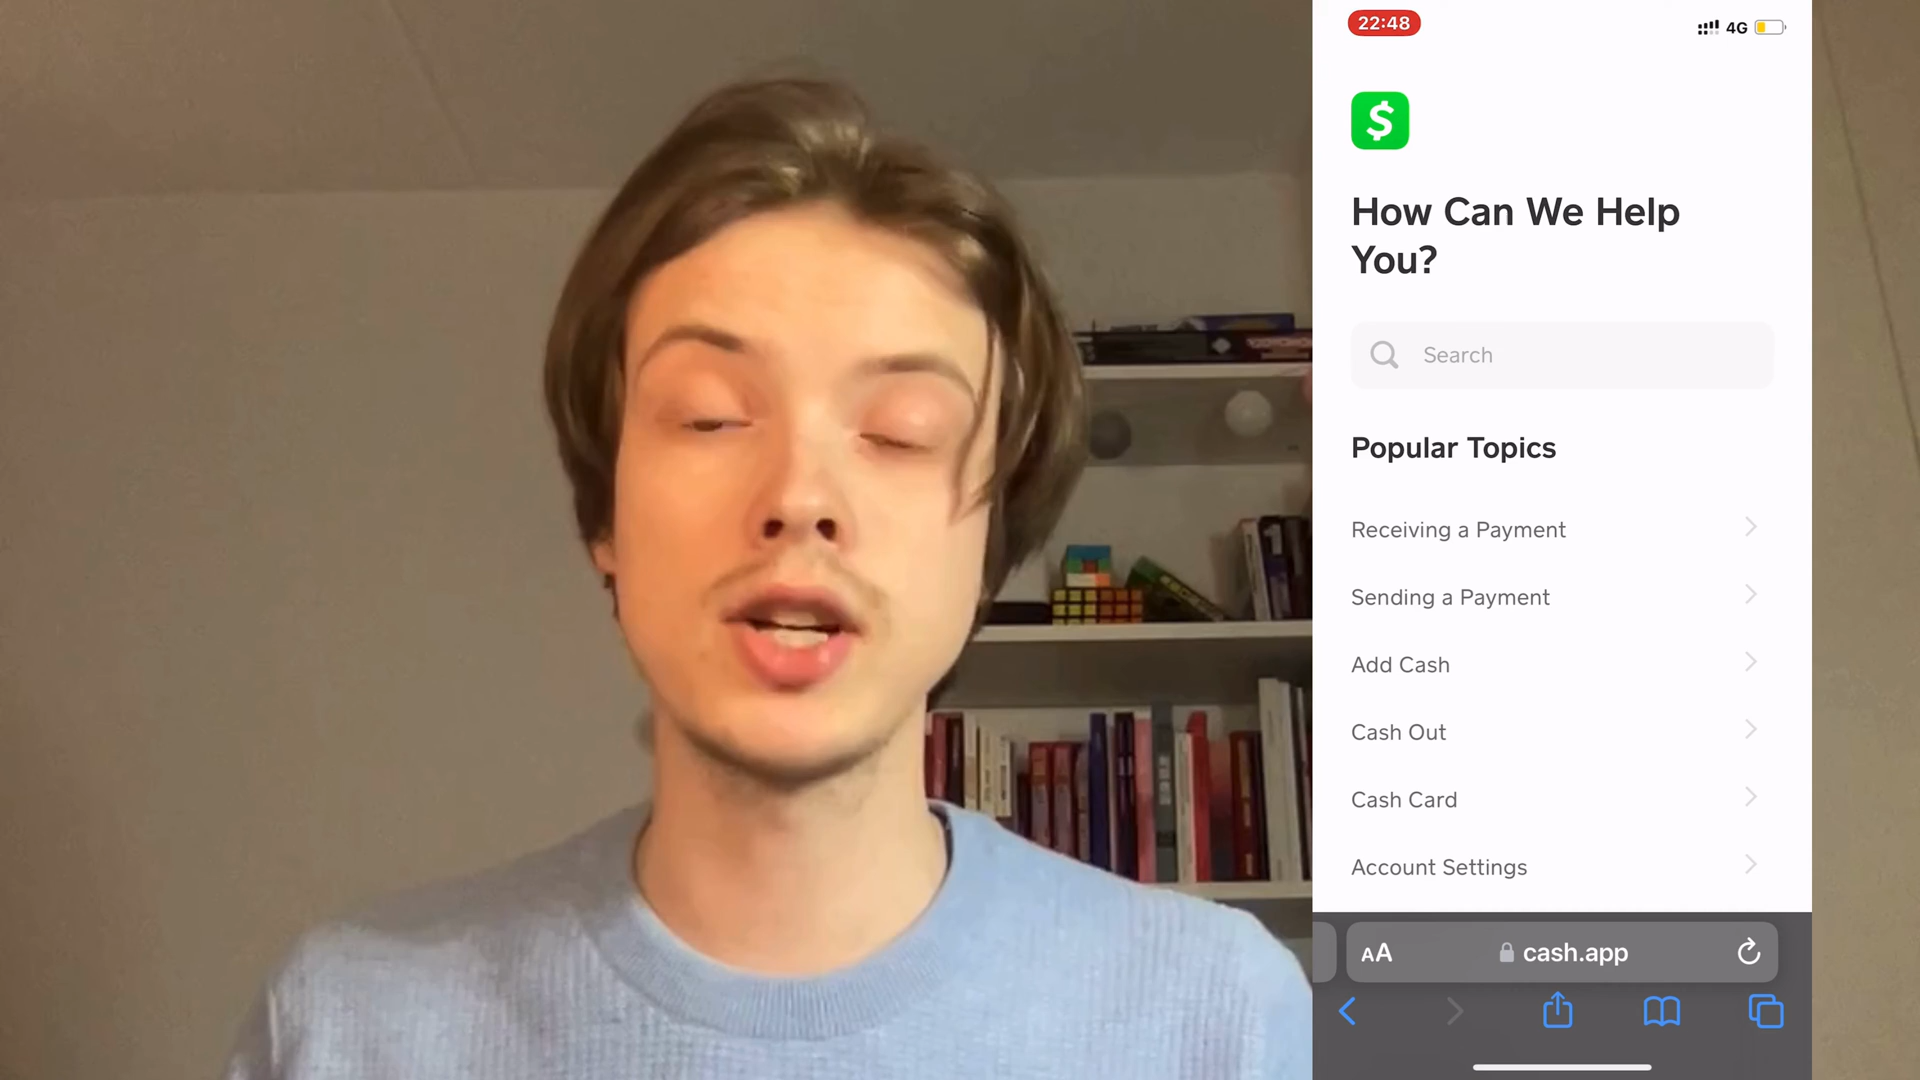 22:48
4G
$
How Can We Help
You?
Search
Popular Topics
Receiving a Payment
Sending a Payment
Add Cash
Cash Out
Cash Card
Account Settings
AA
cash.app